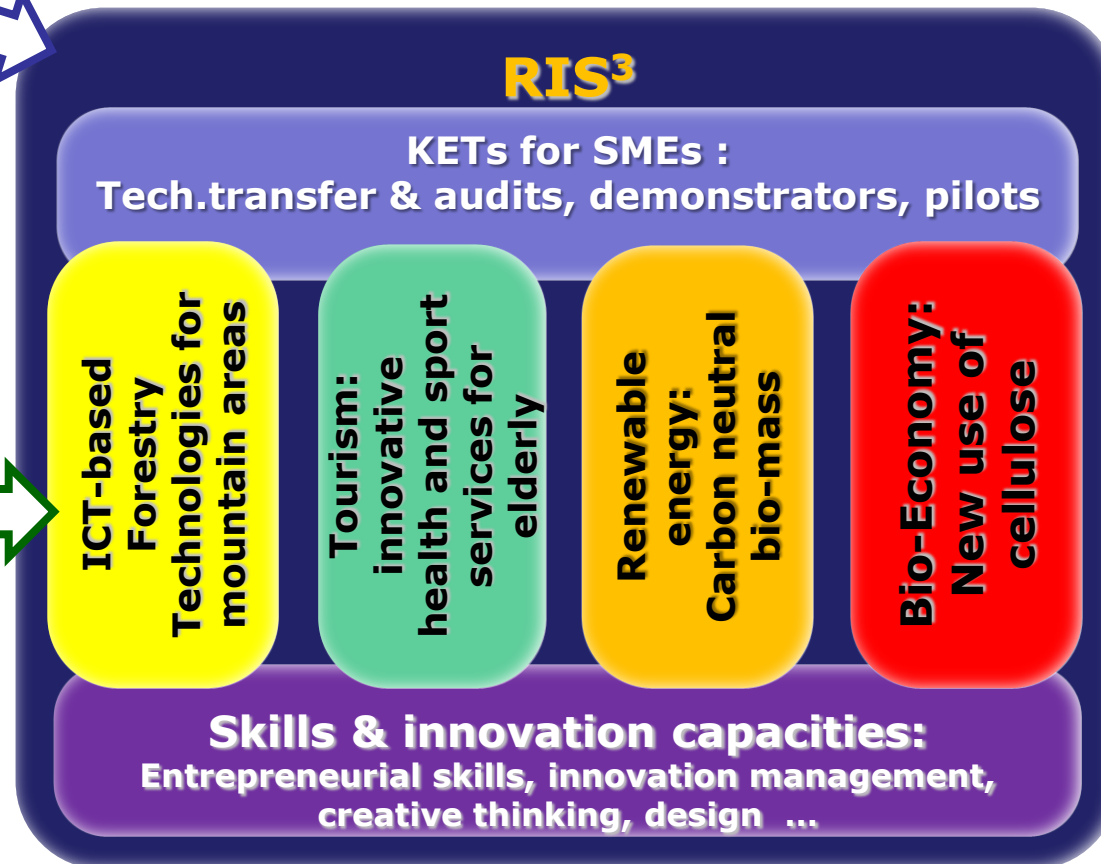 RIS³
KETs for SMEs :
Tech.transfer & audits, demonstrators, pilots
ICT-based
Forestry
Technologies for
mountain areas
Tourism:
innovative
health and sport
services for
elderly
Renewable
energy:
Carbon neutral
bio-mass
Bio-Economy:
New use of
cellulose
Skills & innovation capacities:
Entrepreneurial skills, innovation management,
creative thinking, design ...